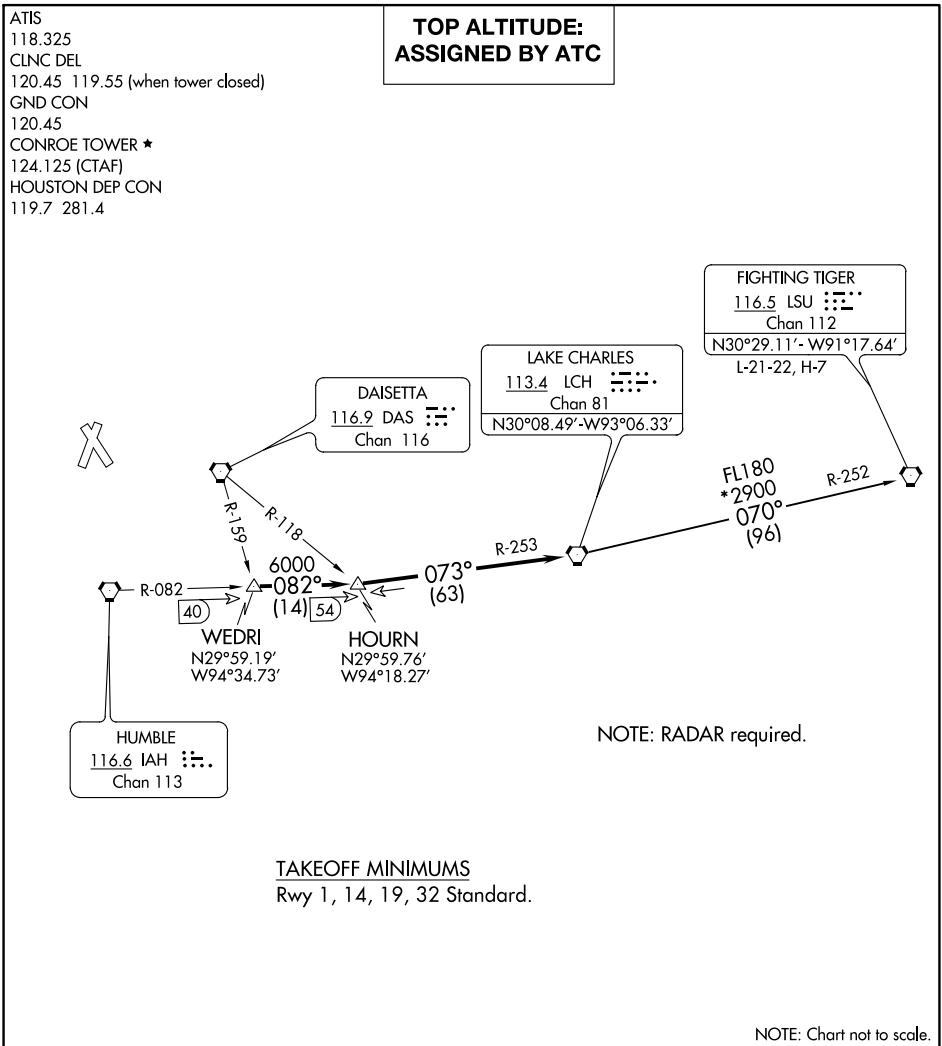 ATIS
118.325
CLNC DEL
120.45 119.55 (when tower closed)
GND CON
120.45
CONROE TOWER ★
124.125 (CTAF)
HOUSTON DEP CON
119.7 281.4
TOP ALTITUDE:
ASSIGNED BY ATC
FIGHTING TIGER
116.5 LSU
Chan 112
N30°29.11'- W91°17.64'
L-21-22, H-7
LAKE CHARLES
113.4 LCH
Chan 81
N30°08.49'-W93°06.33'
DAISETTA
116.9 DAS
Chan 116
FL180
*2900
070°
(96)
R-252
R-159
R-118
R-253
073°
(63)
6000
082°
(14)
R-082
40
54
WEDRI
N29°59.19'
W94°34.73'
HOURN
N29°59.76'
W94°18.27'
HUMBLE
116.6 IAH
Chan 113
NOTE: RADAR required.
TAKEOFF MINIMUMS
Rwy 1, 14, 19, 32 Standard.
NOTE: Chart not to scale.